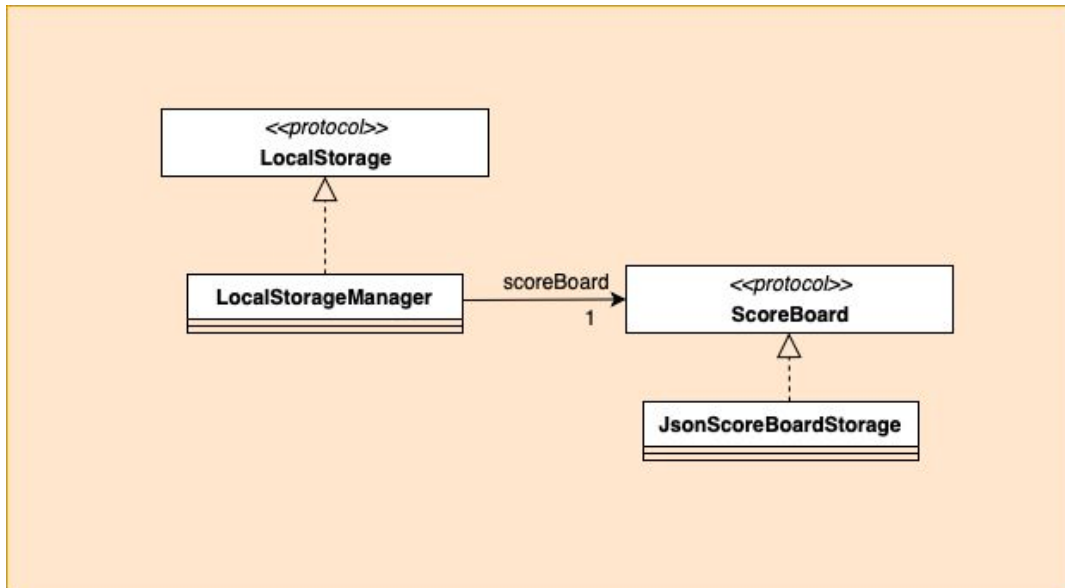 <<protocol>>
LocalStorage
LocalStorageManager
scoreBoard
1
<<protocol>>
ScoreBoard
JsonScoreBoardStorage